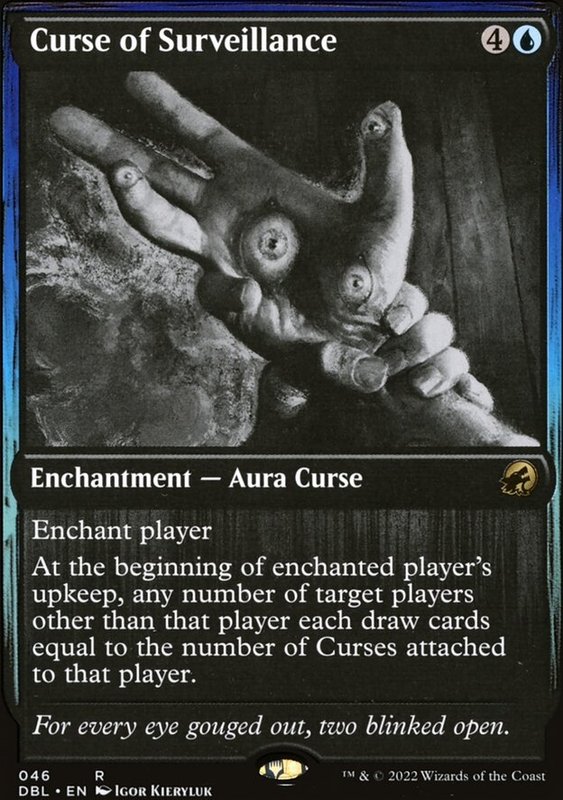 Curse of Surveillance 4
Enchantment — Aura Curse
Enchant player
At the beginning of enchanted player's
upkeep, any number of target players
other than that player each draw cards
equal to the number of Curses attached
to that player.
For every eye gouged out, two blinked open.
046 R
DBL • EN Igor Kieryluk
™ & © 2022 Wizards of the Coast